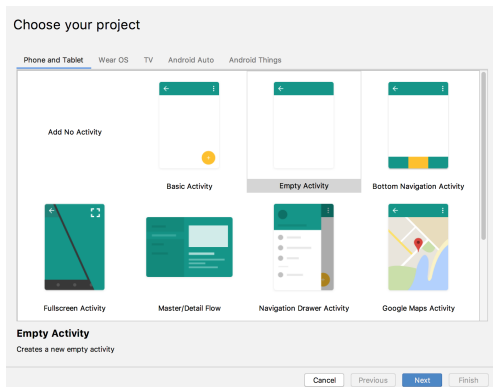 Choose your project
Phone and Tablet Wear OS TV Android Auto Android Things
Add No Activity
Basic Activity
Empty Activity
Bottom Navigation Activity
Fullscreen Activity
Master/Detail Flow
Navigation Drawer Activity
Google Maps Activity
Empty Activity
Creates a new empty activity
Cancel Previous Next Finish